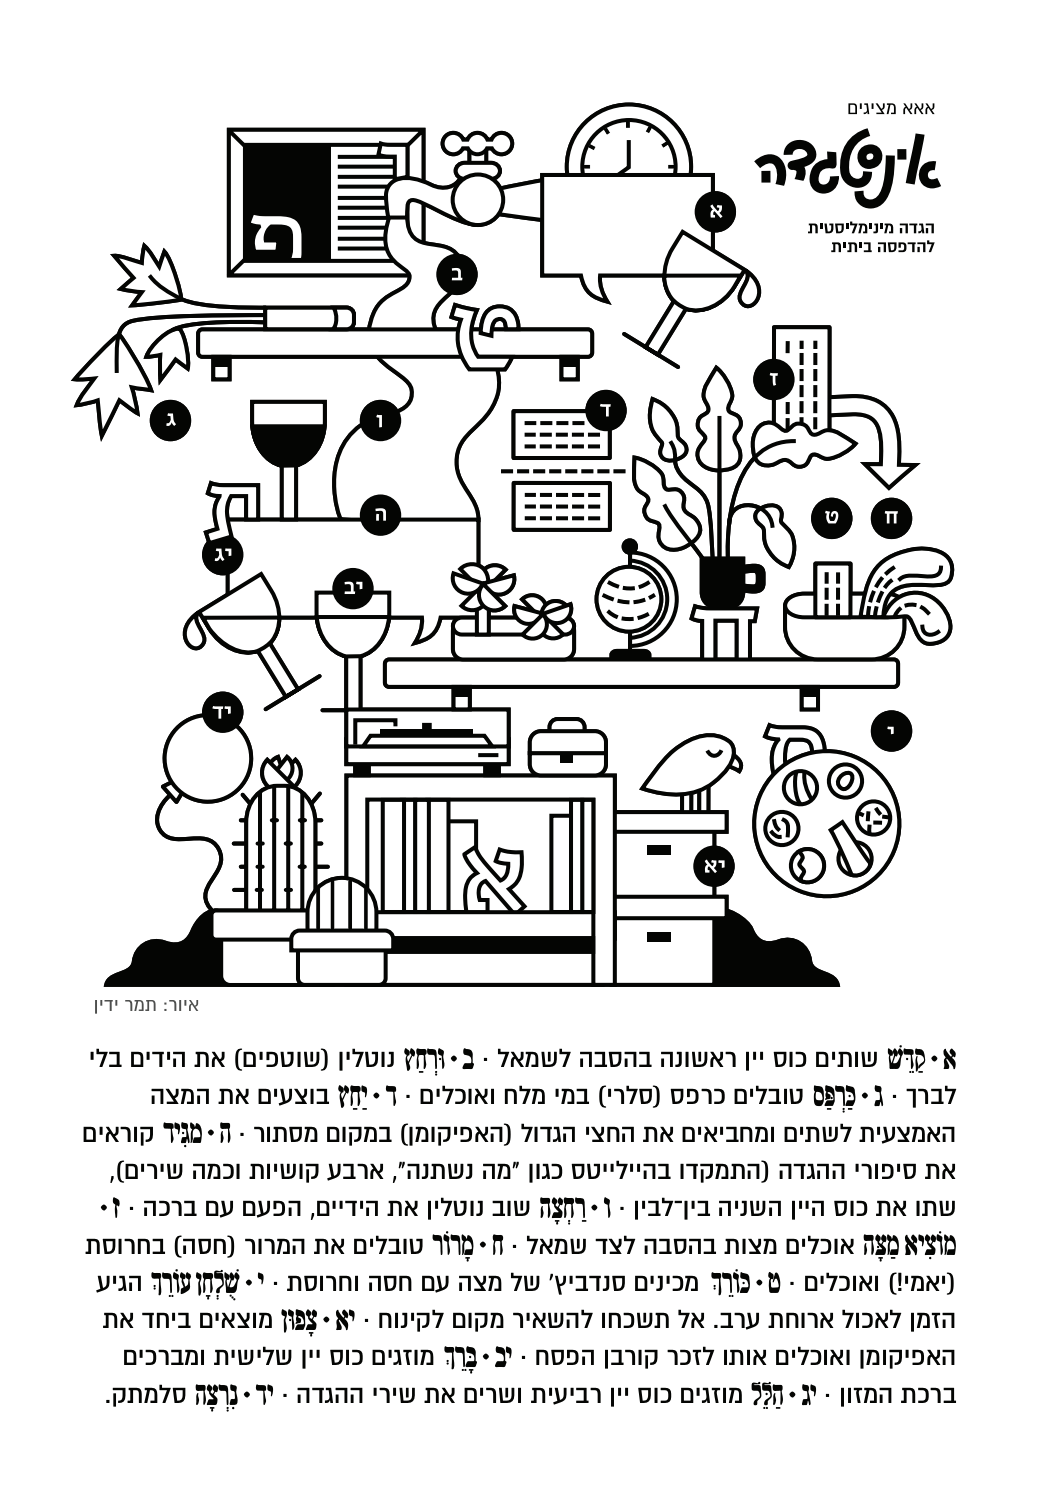 אאא מציגים
אינסטגדה
הגדה מינימליסטית
להדפסה ביתית
א
ב
ג
ו
ד
ז
ה
ט
ח
יג
יב
יד
י
יא
איור: תמר ידין
א • קַדֵּשׁ שותים כוס יין ראשונה בהסבה לשמאל · ב • וּרְחַץ נוטלין (שוטפים) את הידים בלי
לברך · ג • כַּרְפַּס טובלים כרפס (סלרי) במי מלח ואוכלים · ד • יַחַץ בוצעים את המצה
האמצעית לשתים ומחביאים את החצי הגדול (האפיקומן) במקום מסתור · ה • מַגִּיד קוראים
את סיפורי ההגדה (התמקדו בהיילייטס כגון ״מה נשתנה״, ארבע קושיות וכמה שירים),
שתו את כוס היין השניה בין־לבין · ו • רַחְצָה שוב נוטלין את הידיים, הפעם עם ברכה · ז •
מוֹצִיא מַצָּה אוכלים מצות בהסבה לצד שמאל · ח • מָרוֹר טובלים את המרור (חסה) בחרוסת
(יאמי!) ואוכלים · ט • כּוֹרֵךְ מכינים סנדביץ׳ של מצה עם חסה וחרוסת · י • שֻׁלְחָן עוֹרֵךְ הגיע
הזמן לאכול ארוחת ערב. אל תשכחו להשאיר מקום לקינוח · יא • צָפוּן מוצאים ביחד את
האפיקומן ואוכלים אותו לזכר קורבן הפסח · יב • בָּרֵךְ מוזגים כוס יין שלישית ומברכים
ברכת המזון · יג • הַלֵּל מוזגים כוס יין רביעית ושרים את שירי ההגדה · יד • נִרְצָה סלמתק.